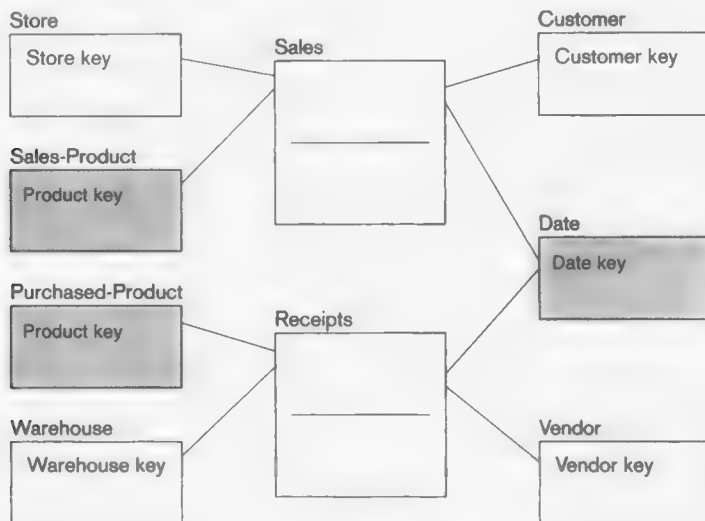 Store
Store key
Sales
Customer
Customer key
Sales-Product
Product key
Date
Date key
Purchased-Product
Product key
Receipts
Warehouse
Warehouse key
Vendor
Vendor key